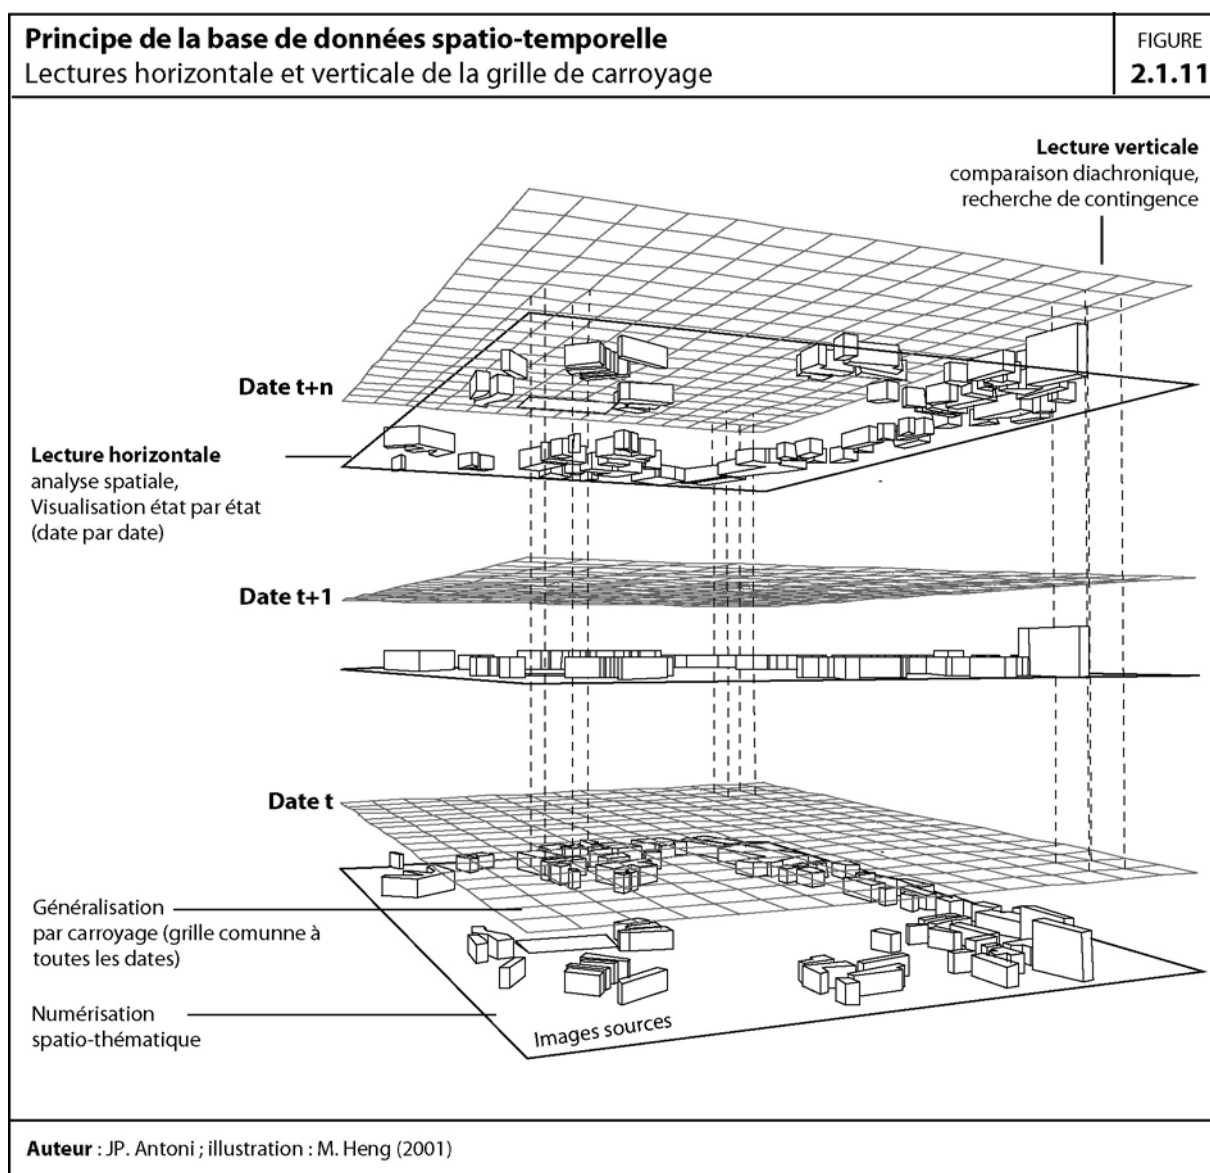 Principe de la base de données spatio-temporelle
Lectures horizontale et verticale de la grille de carroyage
FIGURE
2.1.11
Lecture verticale
comparaison diachronique,
recherche de contingence
Date t+n
Lecture horizontale
analyse spatiale,
Visualisation état par état
(date par date)
Date t+1
Date t
Généralisation
par carroyage (grille comunne à
toutes les dates)
Numérisation
spatio-thématique
Images sources
Auteur : JP. Antoni ; illustration : M. Heng (2001)